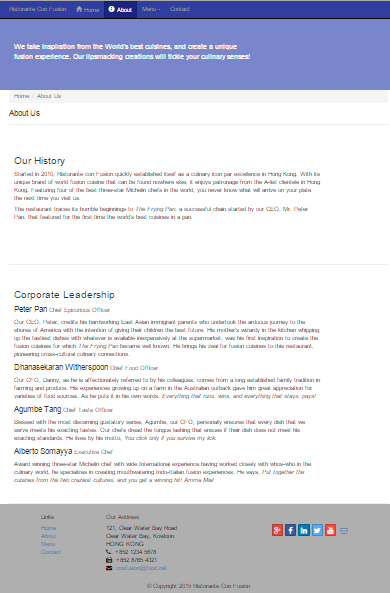 Ristorante Con Fusion Home About Menu Contact
We take inspiration from the World's best cuisines, and create a unique
fusion experience. Our lipsmacking creations will tickle your culinary senses!
Home / About Us
About Us
Our History
Started in 2010, Ristorante con Fusion quickly established itself as a culinary icon par excellence in Hong Kong. With its
unique brand of world fusion cuisine that can be found nowhere else, it enjoys patronage from the A-list clientele in Hong
Kong. Featuring four of the best three-star Michelin chefs in the world, you never know what will arrive on your plate
the next time you visit us.
The restaurant traces its humble beginnings to The Frying Pan, a successful chain started by our CEO, Mr. Peter
Pan, that featured for the first time the world's best cuisines in a pan.
Corporate Leadership
Peter Pan Chief Epicurious Officer
Our CEO, Peter, credits his hardworking East Asian immigrant parents who undertook the arduous journey to the
shores of America with the intention of giving their children the best future. His mother's wizardy in the kitchen whipping
up the tastiest dishes with whatever is available inexpensively at the supermarket, was his first inspiration to create the
fusion cuisines for which The Frying Pan became well known. He brings his zeal for fusion cuisines to this restaurant,
pioneering cross-cultural culinary connections.
Dhanasekaran Witherspoon Chief Food Officer
Our CFO, Danny, as he is affectionately referred to by his colleagues, comes from a long established family tradition in
farming and produce. His experiences growing up on a farm in the Australian outback gave him great appreciation for
varieties of food sources. As he puts it in his own words, Everything that runs, wins, and everything that stays, pays!
Agumbe Tang Chief Taste Officer
Blessed with the most discerning gustatory sense, Agumbe, our CFO, personally ensures that every dish that we
serve meets his exacting tastes. Our chefs dread the tongue lashing that ensues if their dish does not meet his
exacting standards. He lives by his motto, You click only if you survive my lick.
Alberto Somayya Executive Chef
Award winning three-star Michelin chef with wide International experience having worked closely with whos-who in the
culinary world, he specializes in creating mouthwatering Indo-Italian fusion experiences. He says, Put together the
cuisines from the two craziest cultures, and you get a winning hit! Amma Mia!
Links
Home
About
Menu
Contact
Our Address
121, Clear Water Bay Road
Clear Water Bay, Kowloon
HONG KONG
: +852 1234 5678
: +852 8765 4321
: confusion@food.net
© Copyright 2015 Ristorante Con Fusion